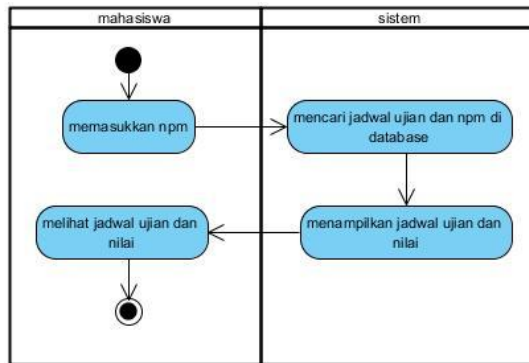 mahasiswa
sistem
memasukkan npm
mencari jadwal ujian dan npm di
database
melihat jadwal ujian dan
nilai
menampilkan jadwal ujian dan
nilai